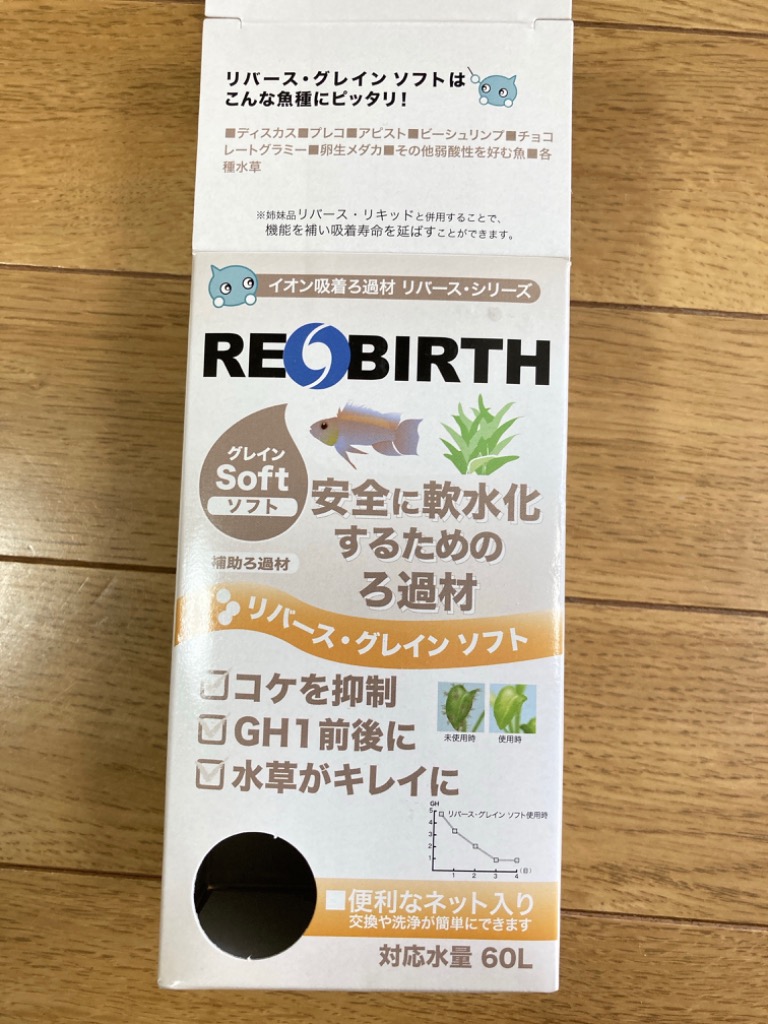 リバース・グレイン ソフトは
こんな魚種にピッタリ！
■ディスカス■プレコ■アピスト■ビーシュリンプ■チョコ
レートグラミー■卵生メダカ■その他弱酸性を好む魚■各
種水草
※姉妹品リバース・リキッドと併用することで、
機能を補い吸着寿命を延ばすことができます。
イオン吸着ろ過材 リバース・シリーズ
REBIRTH
グレイン
Soft
ソフト
安全に軟水化
するための
ろ過材
補助ろ過材
リバース・グレイン ソフト
コケを抑制
GH1前後に
水草がキレイに
未使用時
使用時
GH
リバース・グレイン ソフト使用時
5
4
3
2
1
1 2 3 4 (日)
■便利なネット入り
交換や洗浄が簡単にできます
対応水量 60L